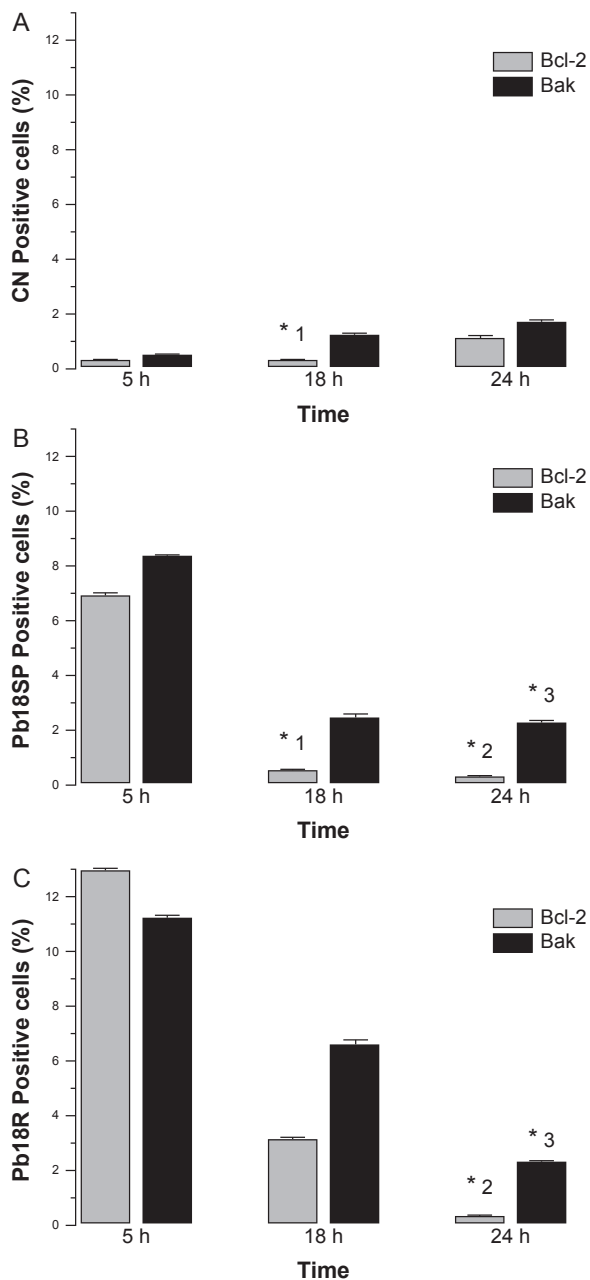 A
CN Positive cells (%)
12
10
8
6
4
2
0
Bcl-2
Bak
* 1
5 h 18 h 24 h
Time
B
Pb18SP Positive cells (%)
12
10
8
6
4
2
0
Bcl-2
Bak
* 1
* 2
* 3
5 h 18 h 24 h
Time
C
Pb18R Positive cells (%)
12
10
8
6
4
2
0
Bcl-2
Bak
* 2
* 3
5 h 18 h 24 h
Time